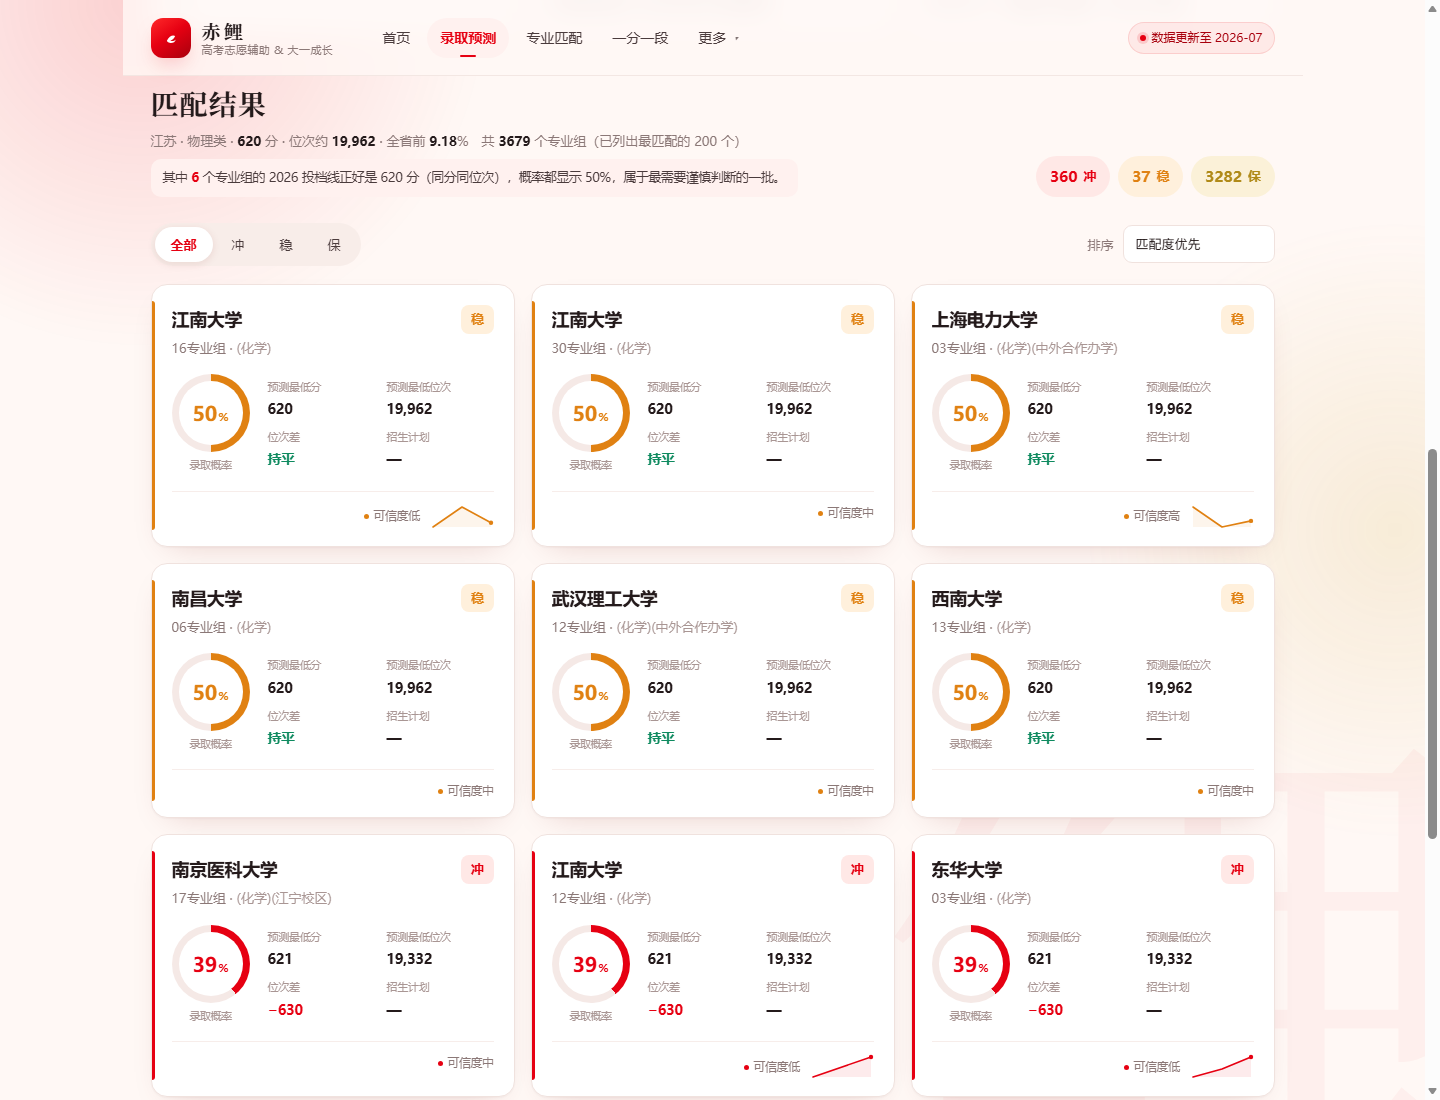 赤鲤
高考志愿辅助 & 大一成长
首页 录取预测 专业匹配 一分一段 更多
数据更新至 2026-07
匹配结果
江苏 · 物理类 · 620 分 · 位次约 19,962 · 全省前 9.18% 共 3679 个专业组（已列出最匹配的 200 个）
其中 6 个专业组的 2026 投档线正好是 620 分（同分同位次），概率都显示 50%，属于最需要谨慎判断的一批。
360 冲 37 稳 3282 保
全部 冲 稳 保
排序 匹配度优先
江南大学 稳
16专业组 · (化学)
50%
录取概率
预测最低分 预测最低位次
620 19,962
位次差 招生计划
持平 —
可信度低
江南大学 稳
30专业组 · (化学)
50%
录取概率
预测最低分 预测最低位次
620 19,962
位次差 招生计划
持平 —
可信度中
上海电力大学 稳
03专业组 · (化学)(中外合作办学)
50%
录取概率
预测最低分 预测最低位次
620 19,962
位次差 招生计划
持平 —
可信度高
南昌大学 稳
06专业组 · (化学)
50%
录取概率
预测最低分 预测最低位次
620 19,962
位次差 招生计划
持平 —
可信度中
武汉理工大学 稳
12专业组 · (化学)(中外合作办学)
50%
录取概率
预测最低分 预测最低位次
620 19,962
位次差 招生计划
持平 —
可信度中
西南大学 稳
13专业组 · (化学)
50%
录取概率
预测最低分 预测最低位次
620 19,962
位次差 招生计划
持平 —
可信度中
南京医科大学 冲
17专业组 · (化学)(江宁校区)
39%
录取概率
预测最低分 预测最低位次
621 19,332
位次差 招生计划
−630 —
可信度中
江南大学 冲
12专业组 · (化学)
39%
录取概率
预测最低分 预测最低位次
621 19,332
位次差 招生计划
−630 —
可信度低
东华大学 冲
03专业组 · (化学)
39%
录取概率
预测最低分 预测最低位次
621 19,332
位次差 招生计划
−630 —
可信度低